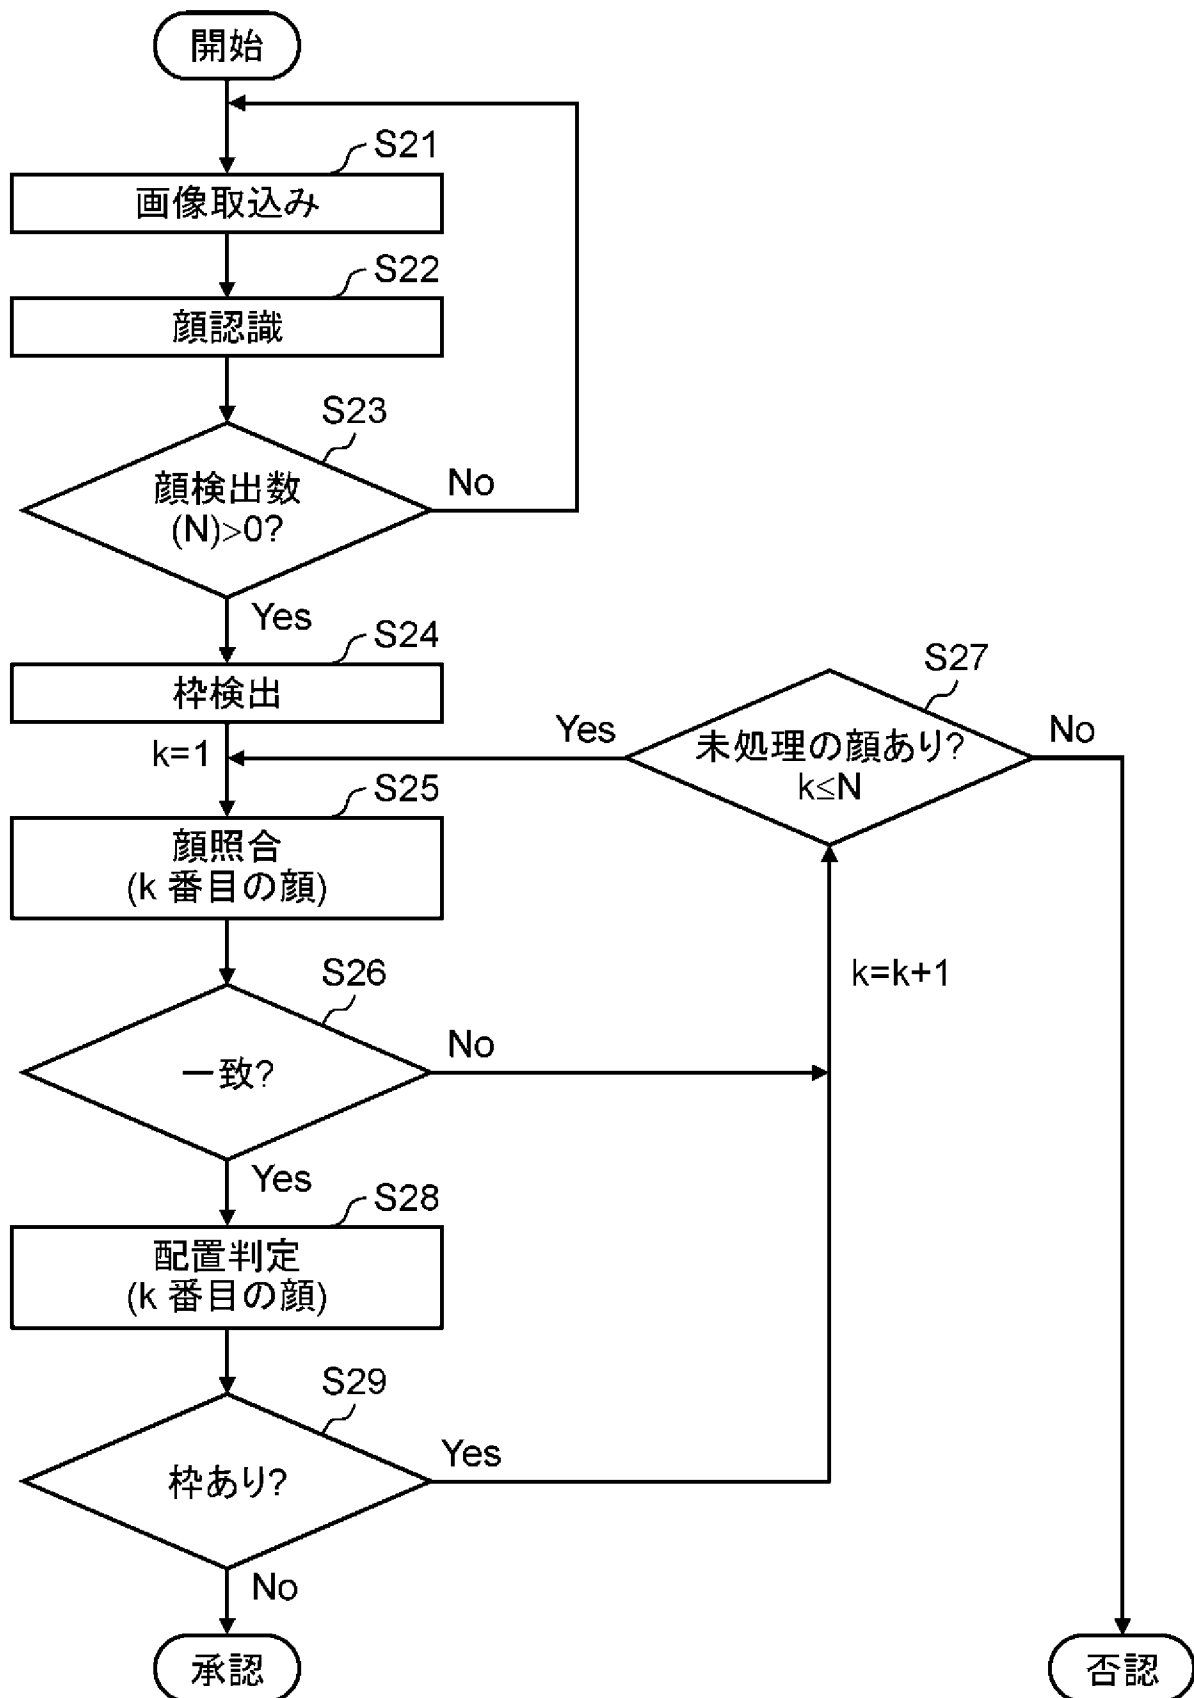 開始
S21
画像取込み
S22
顔認識
S23
顔検出数
(N)>0?
No
Yes
S24
枠検出
S27
未処理の顔あり?
k≤N
Yes
No
k=1
S25
顔照合
(k 番目の顔)
S26
一致?
No
k=k+1
Yes
S28
配置判定
(k 番目の顔)
S29
枠あり?
Yes
No
承認
否認